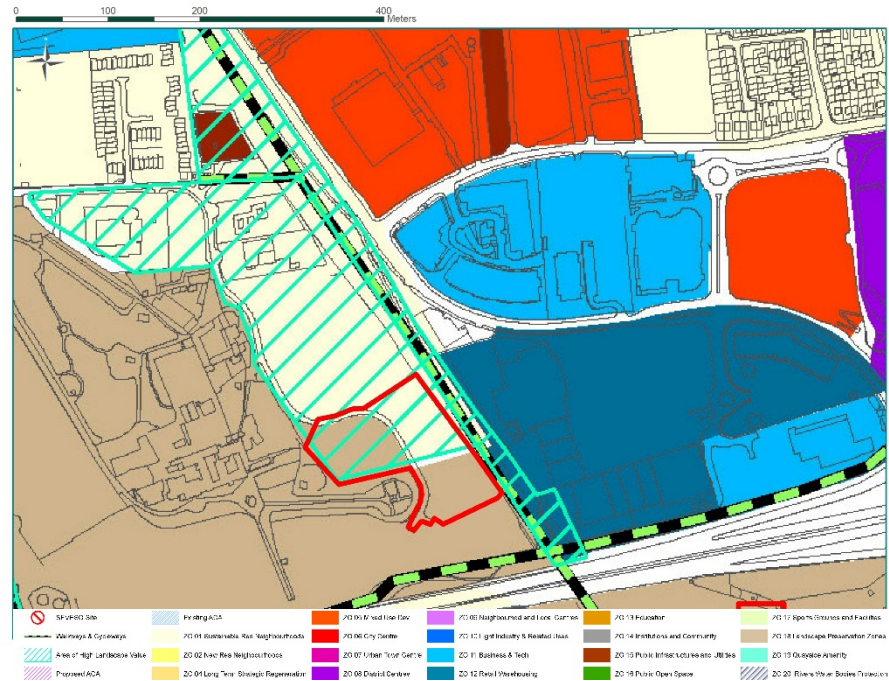 0 200 400
Meters
SEVESO Site Existing ACA ZO 05 Mixed Use Dev ZO 09 Neighbourhood and Local Centres ZO 13 Education ZO 17 Sports Grounds and Facilities
Walkways & Cycleways ZO 01 Sustainable Res Neighbourhoods ZO 06 City Centre ZO 10 Light Industry & Related Uses ZO 14 Institutions and Community ZO 18 Landscape Preservation Zones
Area of High Landscape Value ZO 02 New Res Neighbourhoods ZO 07 Urban Town Centre ZO 11 Business & Tech ZO 15 Public Infrastructures and Utilities ZO 19 Quayside Amenity
Proposed ACA ZO 04 Long Term Strategic Regeneration ZO 08 District Centres ZO 12 Retail Warehousing ZO 16 Public Open Space ZO 20 Rivers Water Bodies Protection